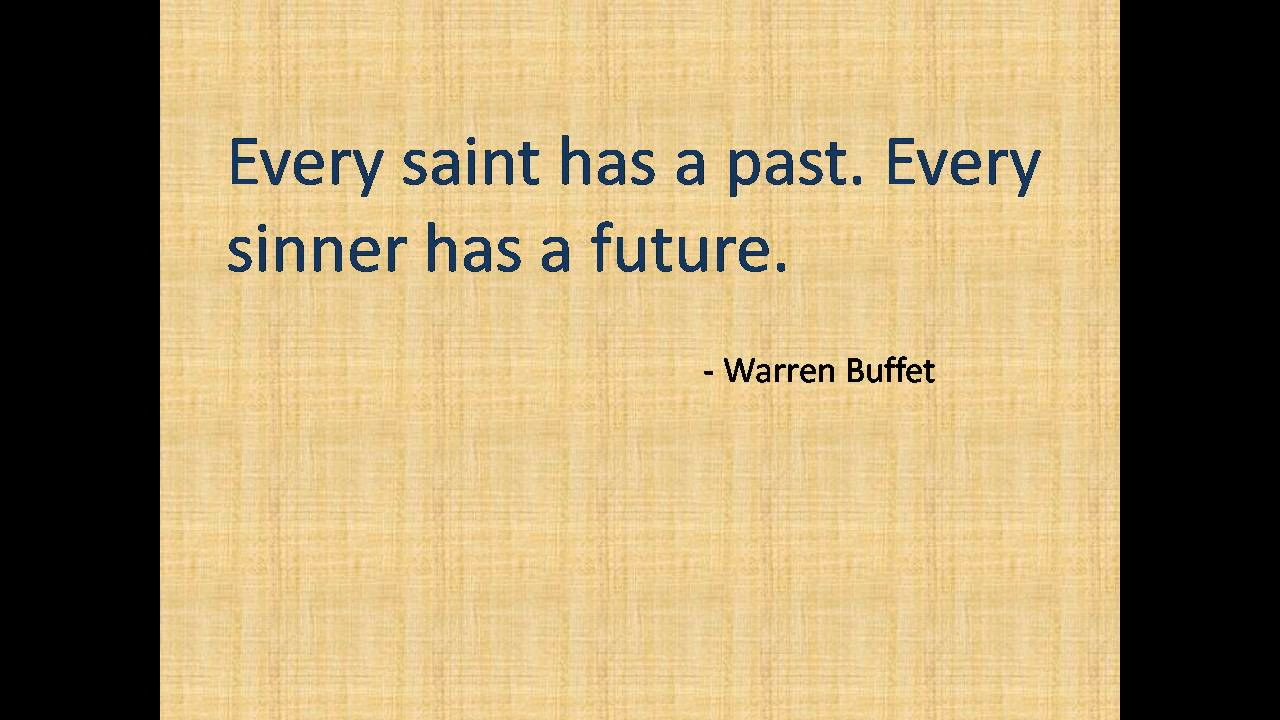 Every saint has a past. Every
sinner has a future.
- Warren Buffet